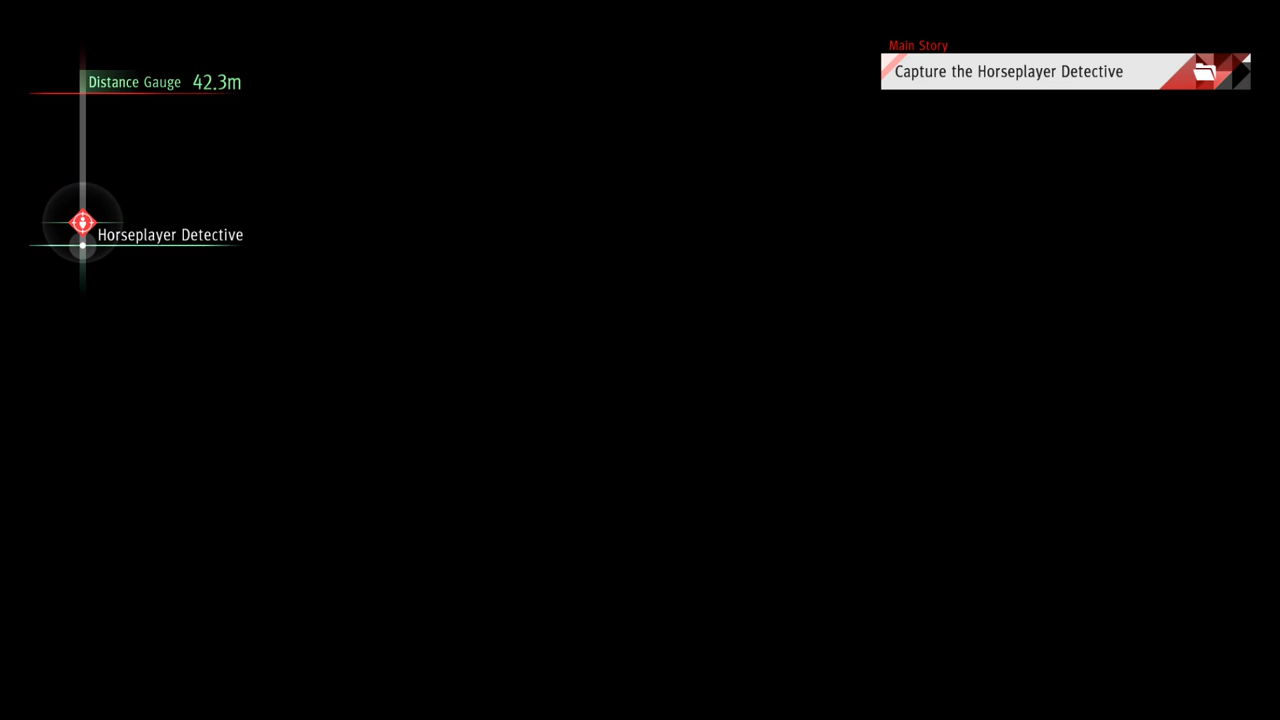 Main Story
Distance Gauge 42.3m
Capture the Horseplayer Detective
Horseplayer Detective